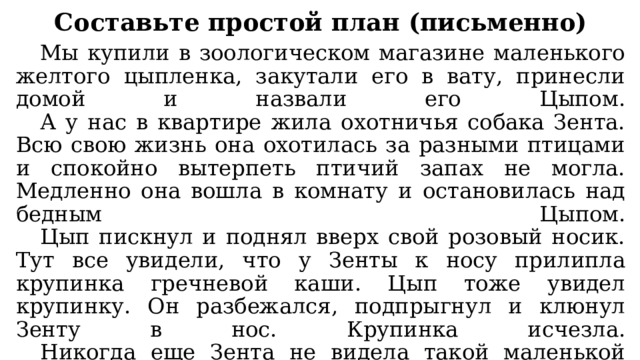 Составьте простой план (письменно)
Мы купили в зоологическом магазине маленького
желтого цыпленка, закутали его в вату, принесли
домой и назвали его Цыпом.
А у нас в квартире жила охотничья собака Зента.
Всю свою жизнь она охотилась за разными птицами
и спокойно вытерпеть птичий запах не могла.
Медленно она вошла в комнату и остановилась над
бедным Цыпом.
Цып пискнул и поднял вверх свой розовый носик.
Тут все увидели, что у Зенты к носу прилипла
крупинка гречневой каши. Цып тоже увидел
крупинку. Он разбежался, подпрыгнул и клюнул
Зенту в нос. Крупинка исчезла.
Никогда еще Зента не видела такой маленькой